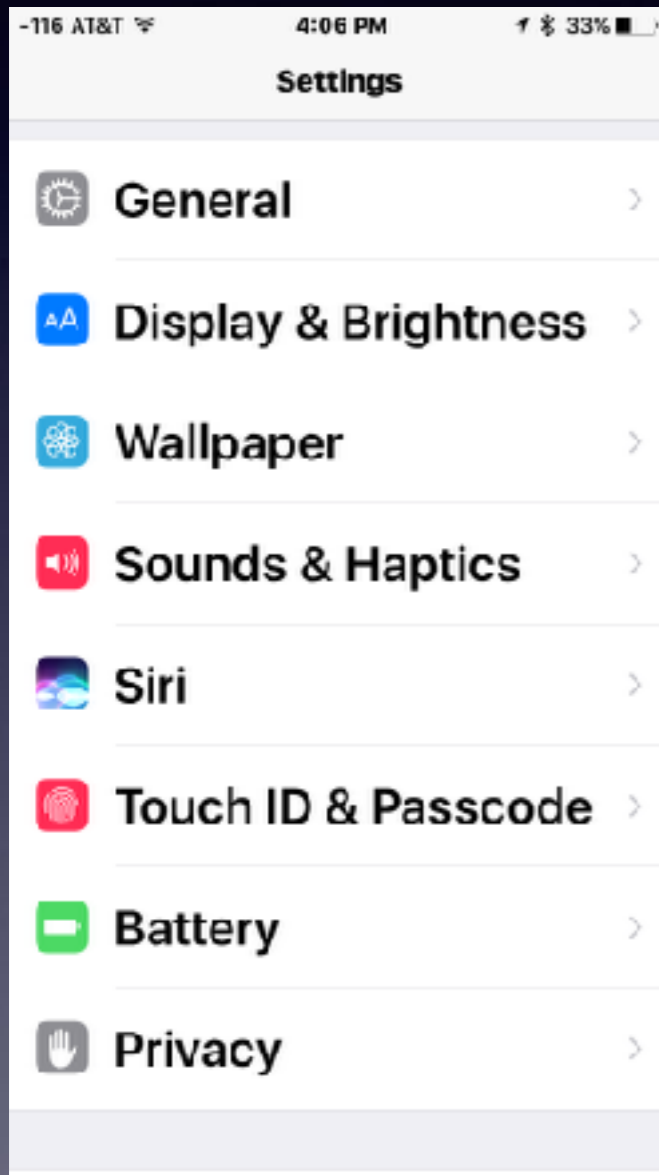 -116 AT&T 4:06 PM 33%
Settings
General
AA Display & Brightness
Wallpaper
Sounds & Haptics
Siri
Touch ID & Passcode
Battery
Privacy